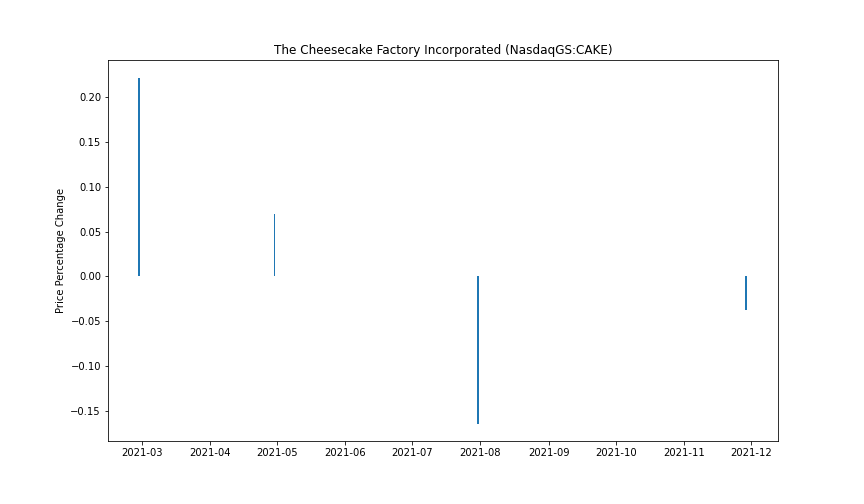 The Cheesecake Factory Incorporated (NasdaqGS:CAKE)
Price Percentage Change
0.20
0.15
0.10
0.05
0.00
−0.05
−0.10
−0.15
2021-03 2021-04 2021-05 2021-06 2021-07 2021-08 2021-09 2021-10 2021-11 2021-12